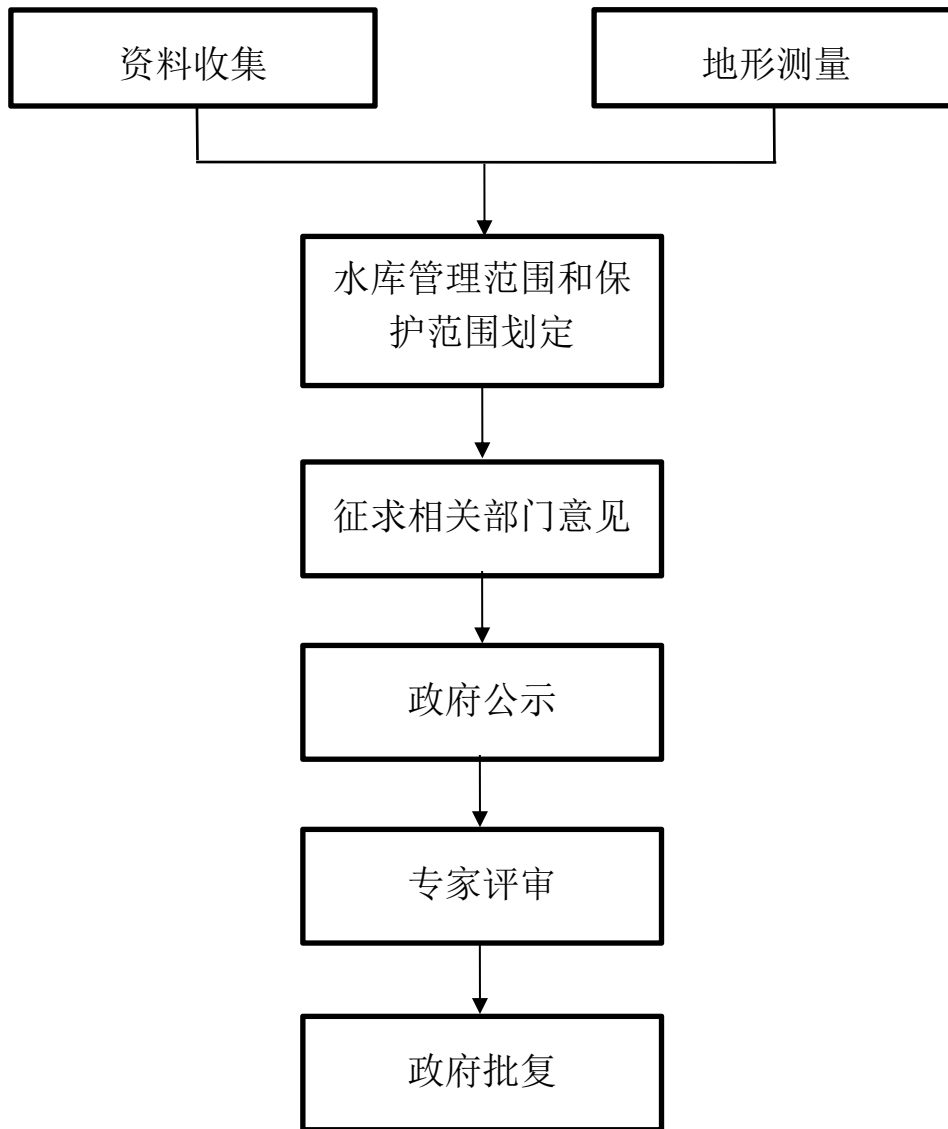 资料收集
地形测量
水库管理范围和保
护范围划定
征求相关部门意见
政府公示
专家评审
政府批复